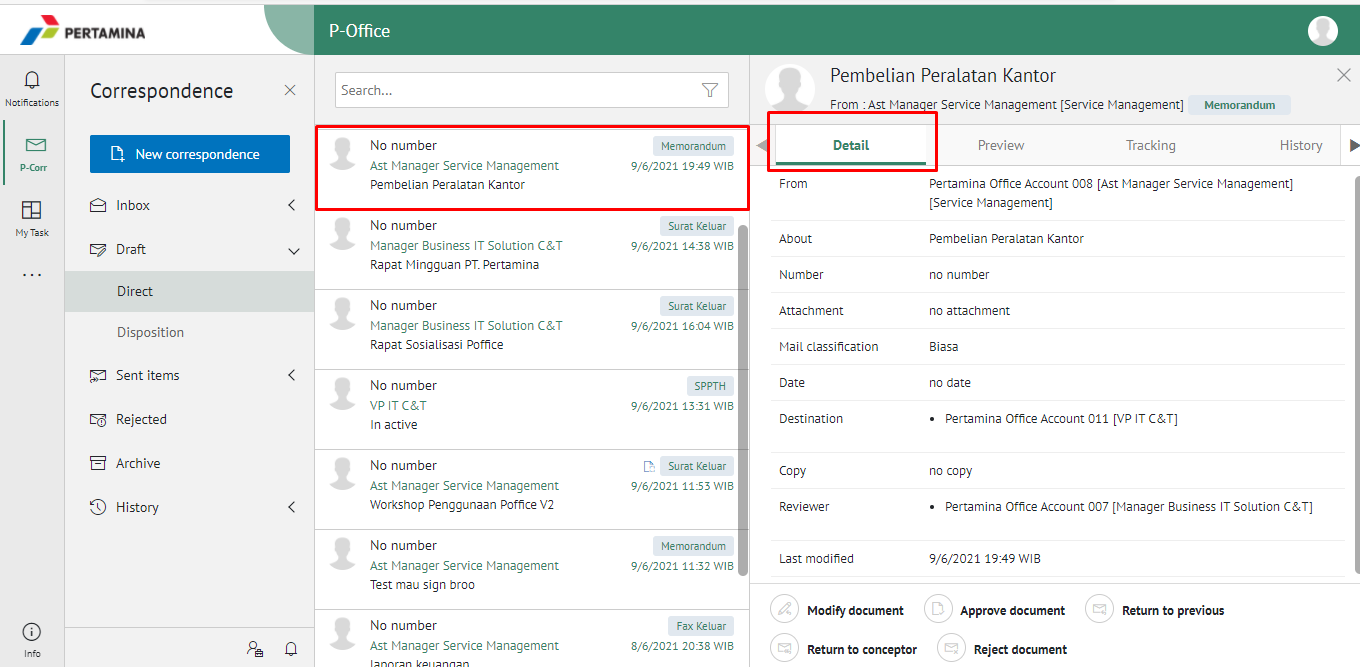 PERTAMINA
P-Office
Notifications
P-Corr
My Task
Info
Correspondence
New correspondence
Inbox
Draft
Direct
Disposition
Sent items
Rejected
Archive
History
Search...
No number
Memorandum
Ast Manager Service Management
9/6/2021 19:49 WIB
Pembelian Peralatan Kantor
No number
Surat Keluar
Manager Business IT Solution C&T
9/6/2021 14:38 WIB
Rapat Mingguan PT. Pertamina
No number
Surat Keluar
Manager Business IT Solution C&T
9/6/2021 16:04 WIB
Rapat Sosialisasi Poffice
No number
SPPTH
VP IT C&T
9/6/2021 13:31 WIB
In active
No number
Surat Keluar
Ast Manager Service Management
9/6/2021 11:53 WIB
Workshop Penggunaan Poffice V2
No number
Memorandum
Ast Manager Service Management
9/6/2021 11:32 WIB
Test mau sign broo
No number
Fax Keluar
Ast Manager Service Management
8/6/2021 20:38 WIB
laporan keuangan
Pembelian Peralatan Kantor
From : Ast Manager Service Management [Service Management]
Memorandum
Detail
Preview
Tracking
History
From
Pertamina Office Account 008 [Ast Manager Service Management]
[Service Management]
About
Pembelian Peralatan Kantor
Number
no number
Attachment
no attachment
Mail classification
Biasa
Date
no date
Destination
• Pertamina Office Account 011 [VP IT C&T]
Copy
no copy
Reviewer
• Pertamina Office Account 007 [Manager Business IT Solution C&T]
Last modified
9/6/2021 19:49 WIB
Modify document
Approve document
Return to previous
Return to conceptor
Reject document